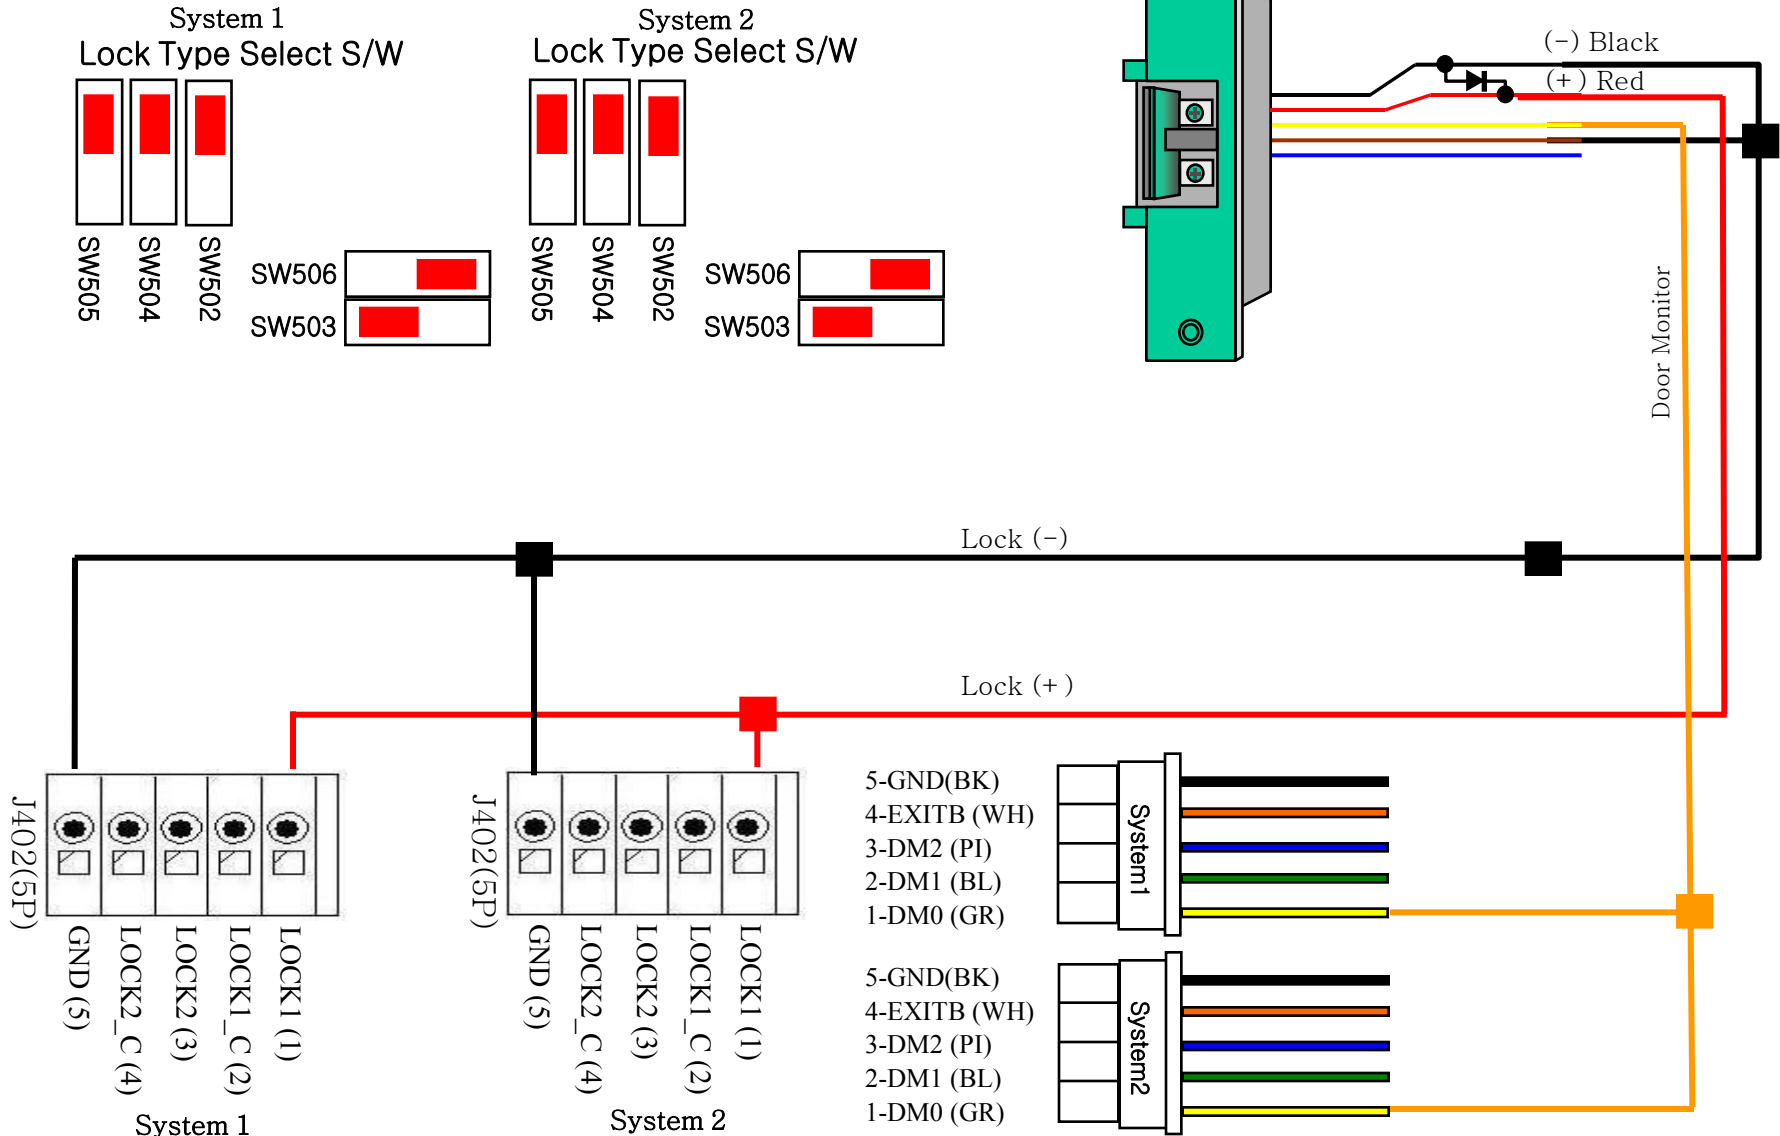 System 1
Lock Type Select S/W
SW505
SW504
SW502
SW506
SW503
System 2
Lock Type Select S/W
SW505
SW504
SW502
SW506
SW503
(-) Black
(+) Red
Door Monitor
Lock (-)
Lock (+)
J402(5P)
GND (5)
LOCK2_C (4)
LOCK2 (3)
LOCK1_C (2)
LOCK1 (1)
System 1
J402(5P)
GND (5)
LOCK2_C (4)
LOCK2 (3)
LOCK1_C (2)
LOCK1 (1)
System 2
5-GND(BK)
4-EXITB (WH)
3-DM2 (PI)
2-DM1 (BL)
1-DM0 (GR)
System1
5-GND(BK)
4-EXITB (WH)
3-DM2 (PI)
2-DM1 (BL)
1-DM0 (GR)
System2